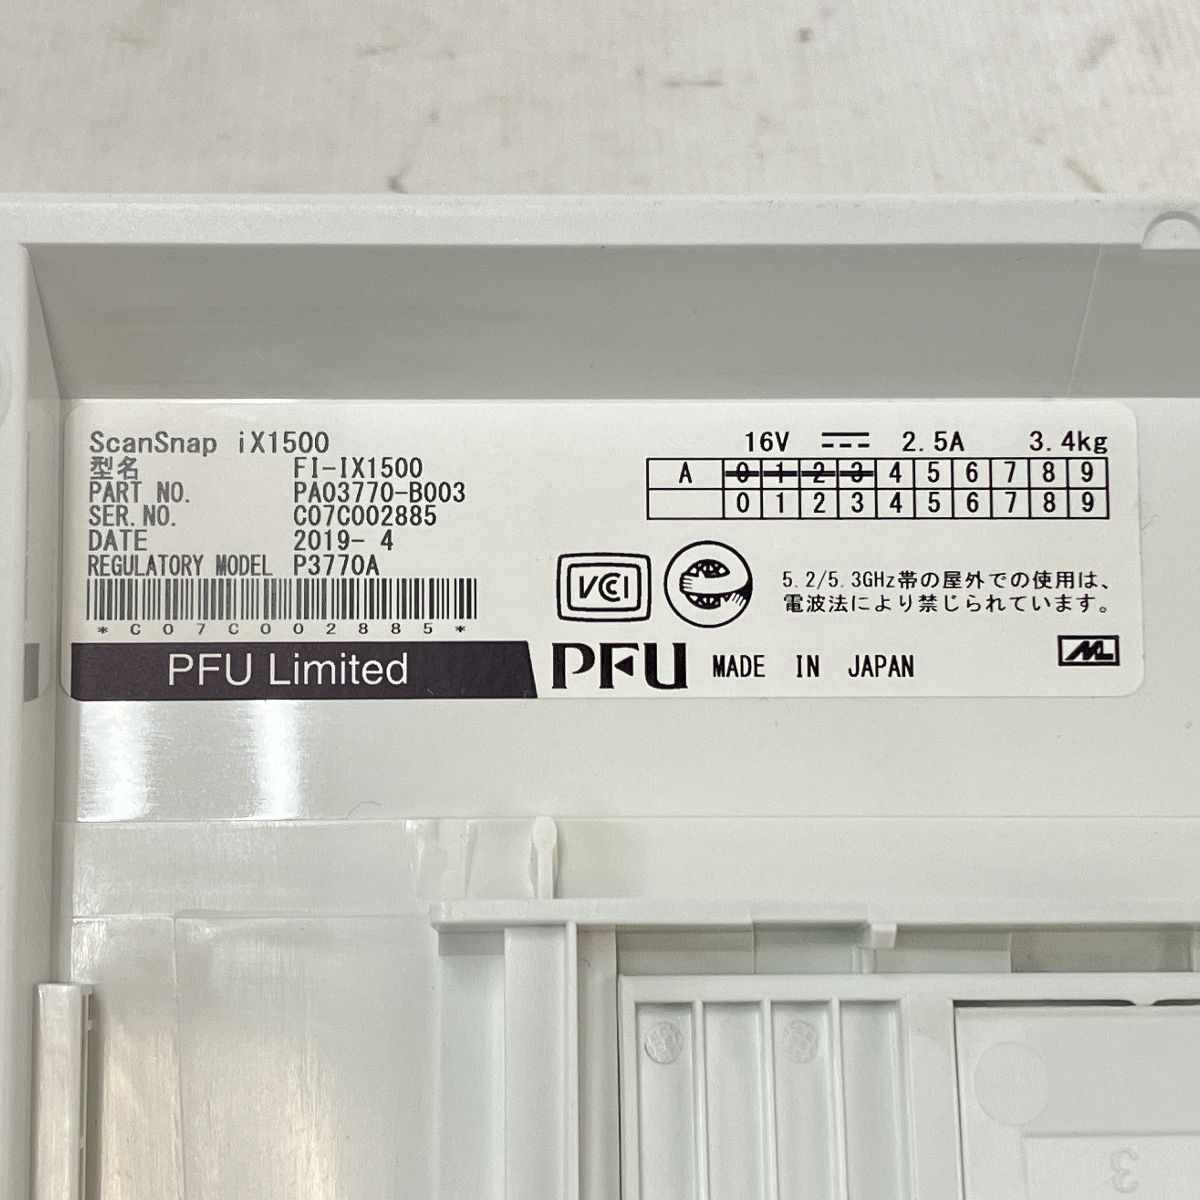 ScanSnap iX1500
型名 FI-IX1500
PART NO. PA03770-B003
SER.NO. C07C002885
DATE 2019- 4
REGULATORY MODEL P3770A
*C07C002885*
PFU Limited
16V 2.5A 3.4kg
A 0 1 2 3 4 5 6 7 8 9
0 1 2 3 4 5 6 7 8 9
VCCI
5.2/5.3GHz帯の屋外での使用は、
電波法により禁じられています。
PFU MADE IN JAPAN
ML
3